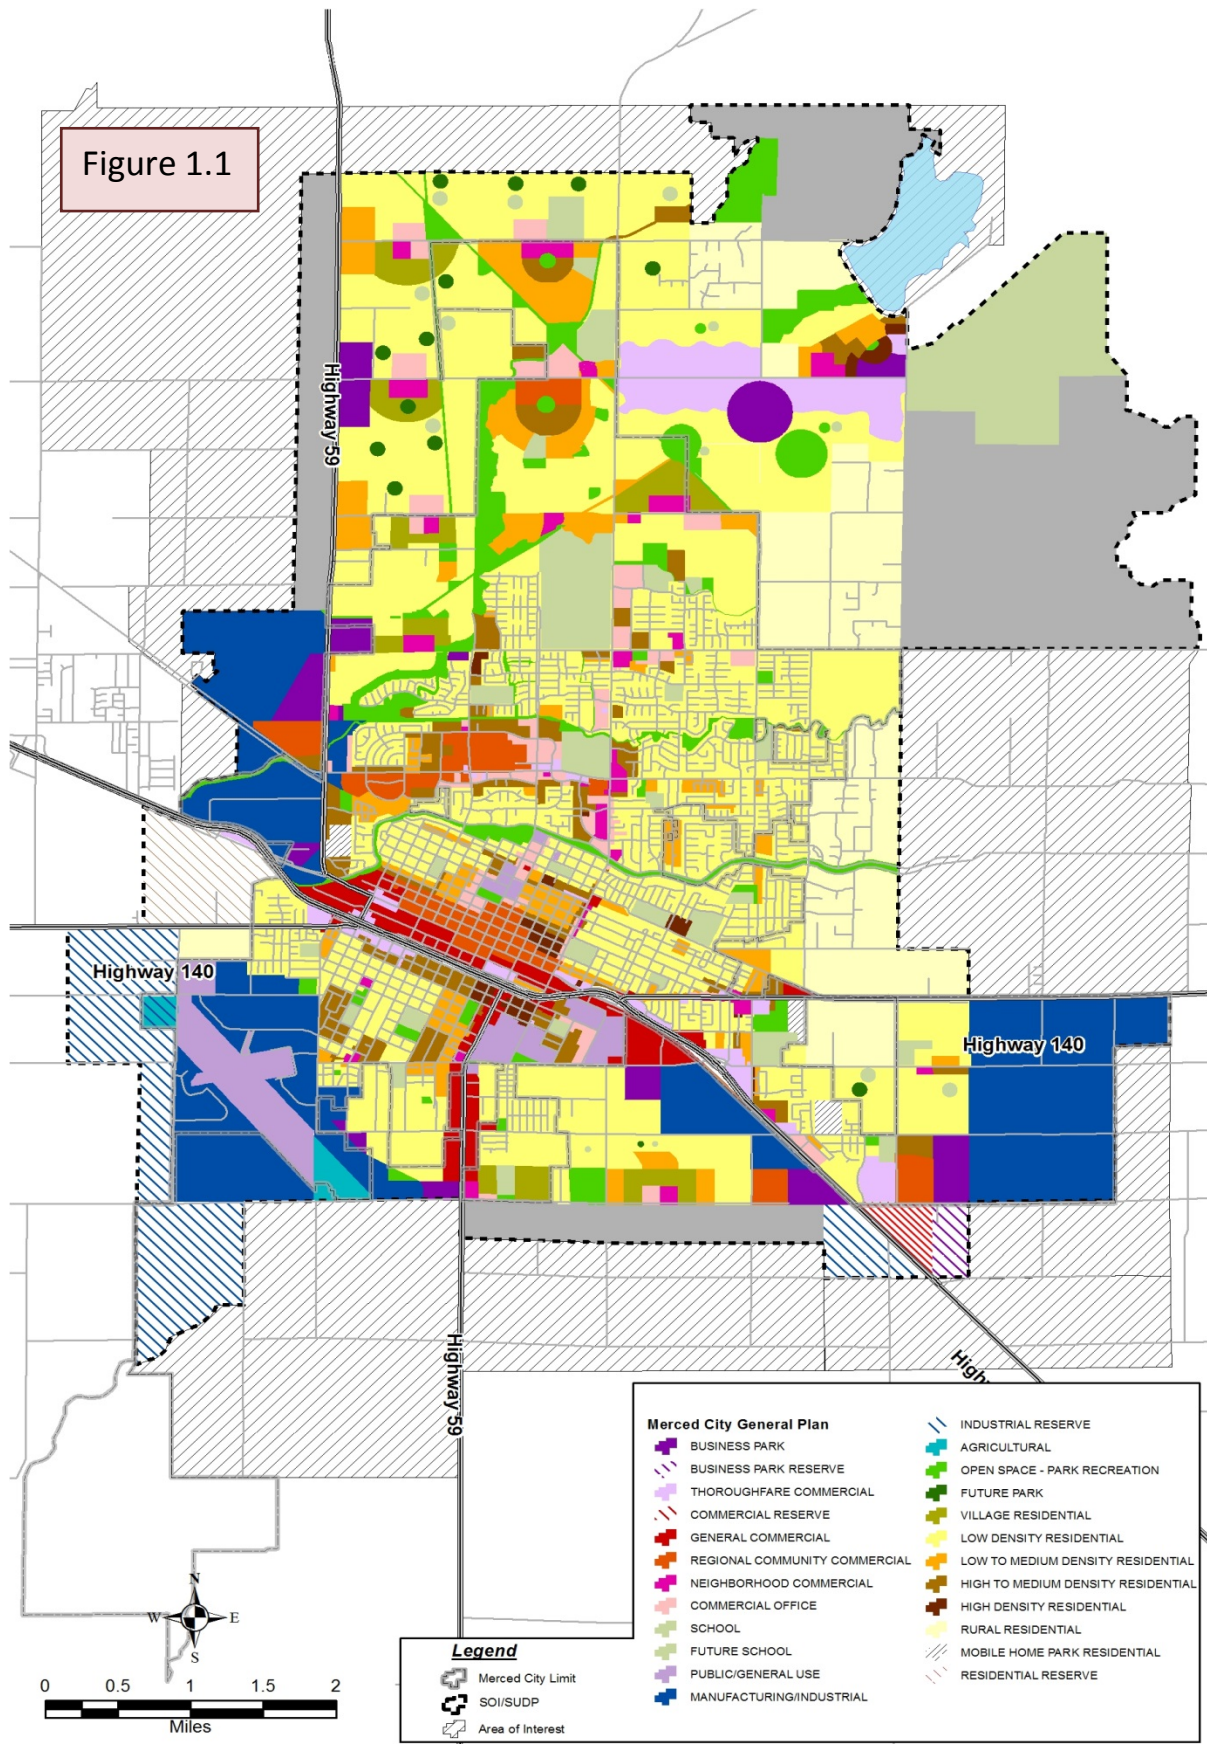 Figure 1.1
Highway 59
Highway 140
Highway 140
Highway 59
Merced City General Plan
BUSINESS PARK
BUSINESS PARK RESERVE
THOROUGHFARE COMMERCIAL
COMMERCIAL RESERVE
GENERAL COMMERCIAL
REGIONAL COMMUNITY COMMERCIAL
NEIGHBORHOOD COMMERCIAL
COMMERCIAL OFFICE
SCHOOL
FUTURE SCHOOL
PUBLIC/GENERAL USE
MANUFACTURING/INDUSTRIAL
INDUSTRIAL RESERVE
AGRICULTURAL
OPEN SPACE - PARK RECREATION
FUTURE PARK
VILLAGE RESIDENTIAL
LOW DENSITY RESIDENTIAL
LOW TO MEDIUM DENSITY RESIDENTIAL
HIGH TO MEDIUM DENSITY RESIDENTIAL
HIGH DENSITY RESIDENTIAL
RURAL RESIDENTIAL
MOBILE HOME PARK RESIDENTIAL
RESIDENTIAL RESERVE
N
W E
S
0 0.5 1 1.5 2
Miles
Legend
Merced City Limit
SOI/SUDP
Area of Interest